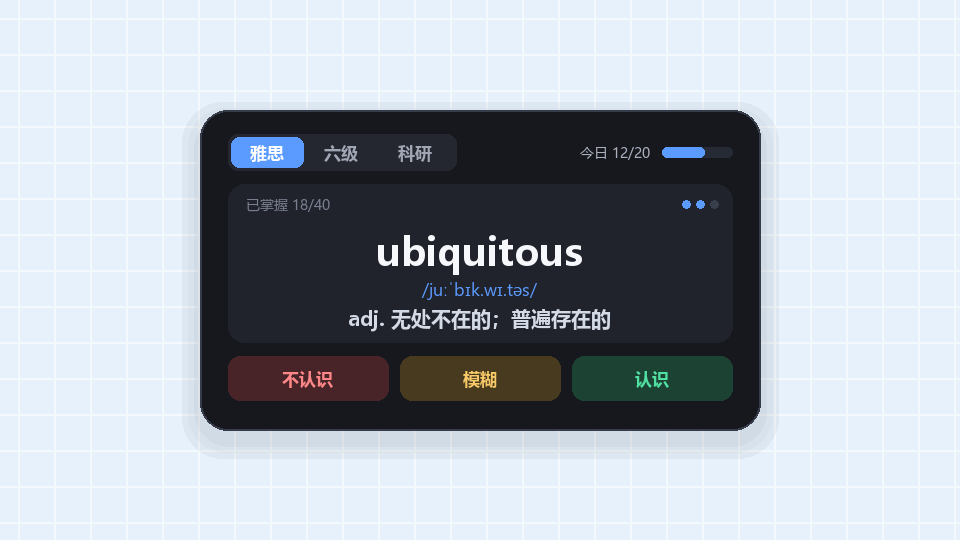 雅思 六级 科研 今日 12/20
已掌握 18/40
ubiquitous
/juːˈbɪk.wɪ.təs/
adj. 无处不在的；普遍存在的
不认识 模糊 认识